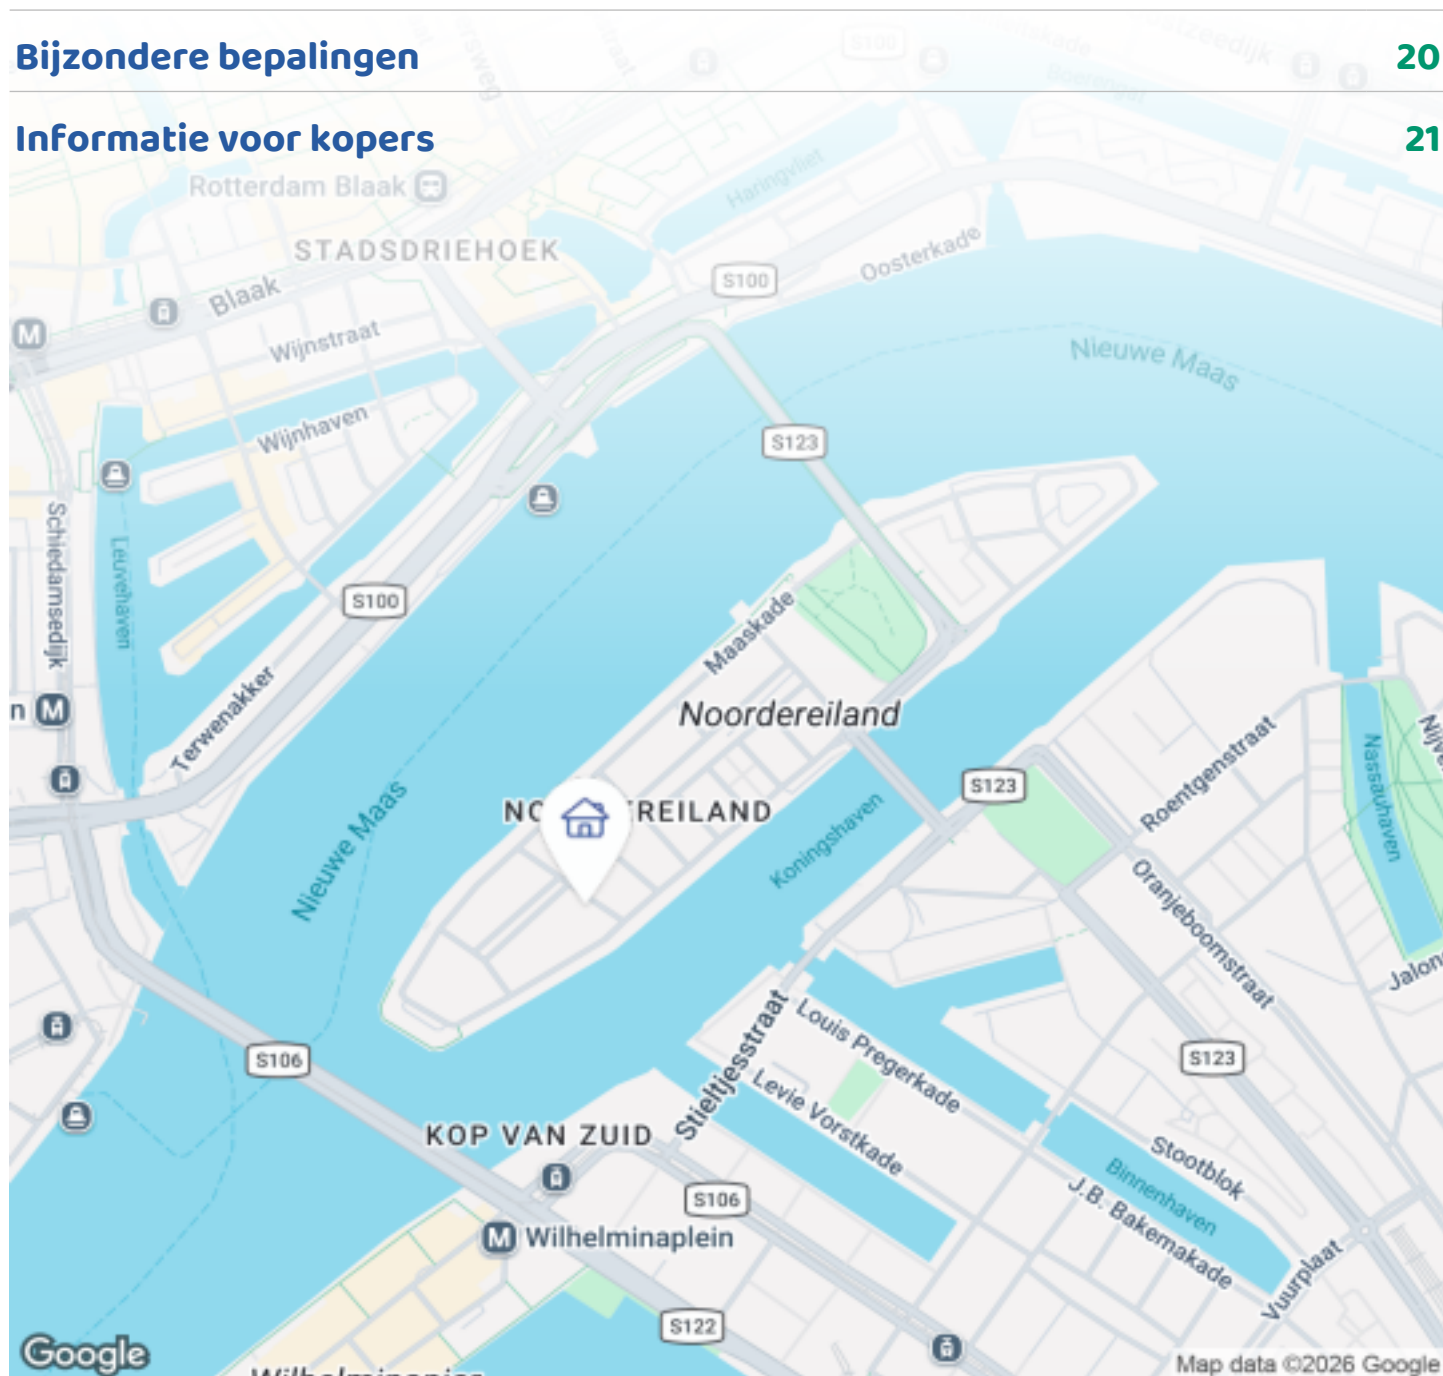 Bijzondere bepalingen 20
Informatie voor kopers 21
S100
Boerengat
Rotterdam Blaak
Haringvliet
STADSDRIEHOEK
Oosterkade
S100
Blaak
M
Wijnstraat
Nieuwe Maas
Wijnhaven
S123
Schiedamsedijk
Leuvehaven
S100
Maaskade
Terwenakker
n M
Noordereiland
Roentgenstraat
Nassauhaven
S123
Nieuwe Maas
Koningshaven
Oranjeboomstraat
Stieltjesstraat
Louis Pregerkade
S106
Levie Vorstkade
S123
KOP VAN ZUID
Stootblok
Binnenhaven
J.B. Bakemakade
S106
M Wilhelminaplein
Vuurplaat
S122
Google
Map data ©2026 Google